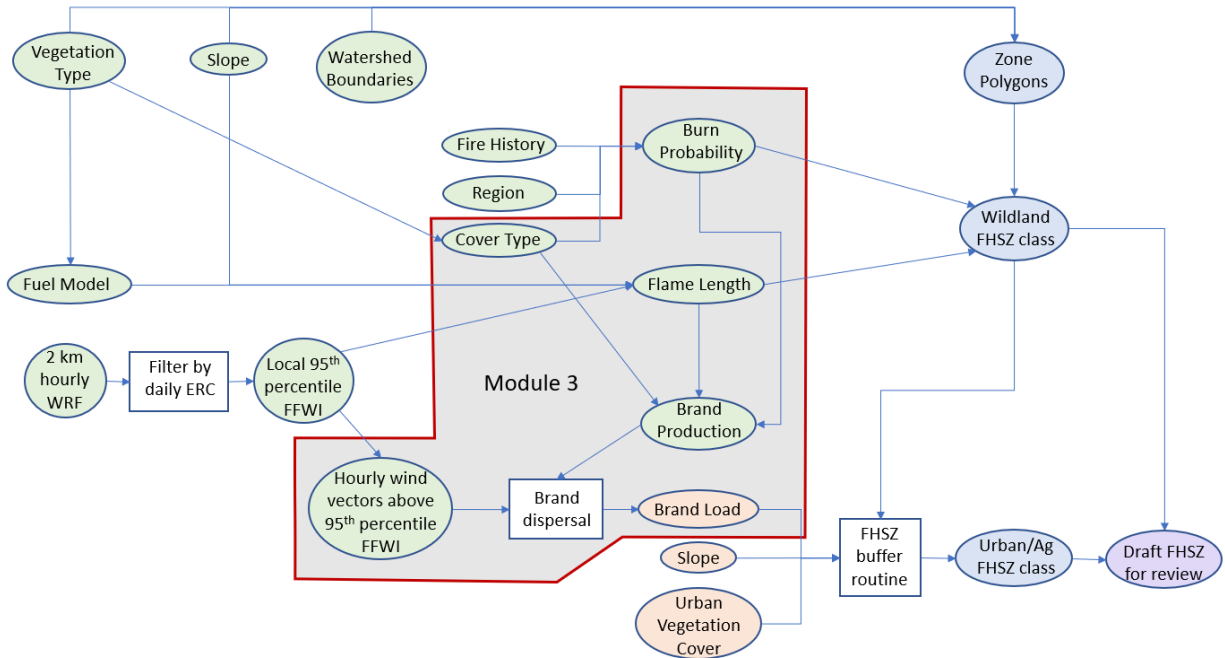 Vegetation
Type
Slope
Watershed
Boundaries
Zone
Polygons
Fire History
Burn
Probability
Region
Cover Type
Wildland
FHSZ class
Fuel Model
Flame Length
2 km
hourly
WRF
Filter by
daily ERC
Local 95th
percentile
FFWI
Module 3
Brand
Production
Hourly wind
vectors above
95th percentile
FFWI
Brand
dispersal
Brand Load
Slope
FHSZ
buffer
routine
Urban/Ag
FHSZ class
Draft FHSZ
for review
Urban
Vegetation
Cover